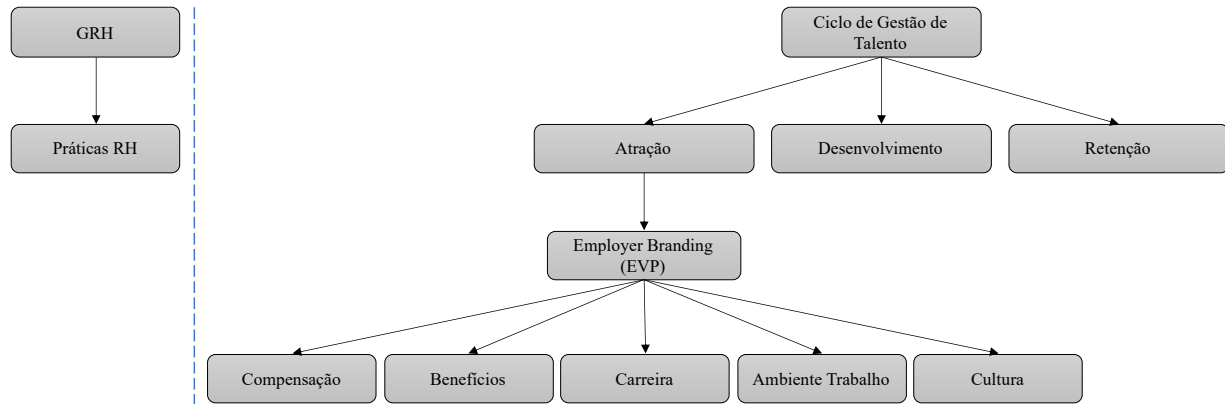 GRH
Ciclo de Gestão de
Talento
Práticas RH
Atração
Desenvolvimento
Retenção
Employer Branding
(EVP)
Compensação
Benefícios
Carreira
Ambiente Trabalho
Cultura